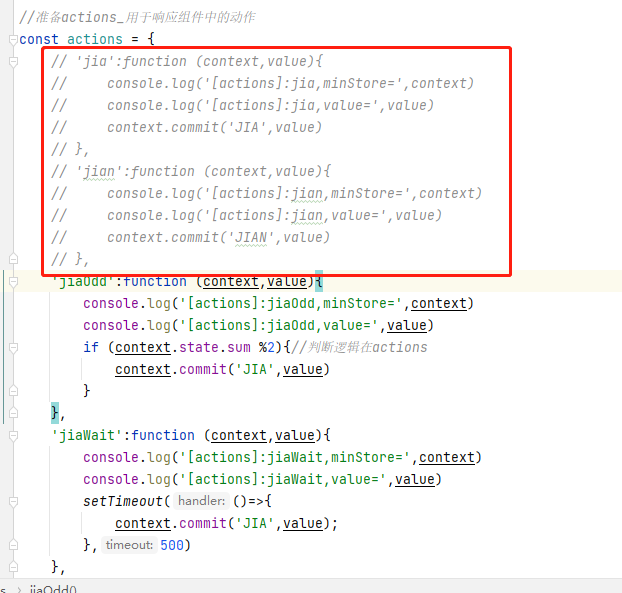 //准备actions_用于响应组件中的动作
const actions = {
// 'jia':function (context,value){
//     console.log('[actions]:jia,minStore=',context)
//     console.log('[actions]:jia,value=',value)
//     context.commit('JIA',value)
// },
// 'jian':function (context,value){
//     console.log('[actions]:jian,minStore=',context)
//     console.log('[actions]:jian,value=',value)
//     context.commit('JIAN',value)
// },
'jiaOdd':function (context,value){
console.log('[actions]:jiaOdd,minStore=',context)
console.log('[actions]:jiaOdd,value=',value)
if (context.state.sum %2){//判断逻辑在actions
context.commit('JIA',value)
}
},
'jiaWait':function (context,value){
console.log('[actions]:jiaWait,minStore=',context)
console.log('[actions]:jiaWait,value=',value)
setTimeout( handler: ()=>{
context.commit('JIA',value);
}, timeout: 500)
},
s > jiaOdd()